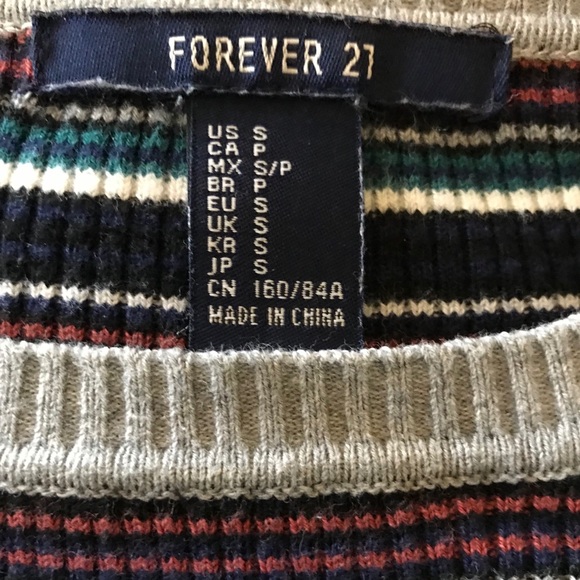 FOREVER 21
US S
CA P
MX S/P
BR P
EU S
UK S
KR S
JP S
CN 160/84A
MADE IN CHINA